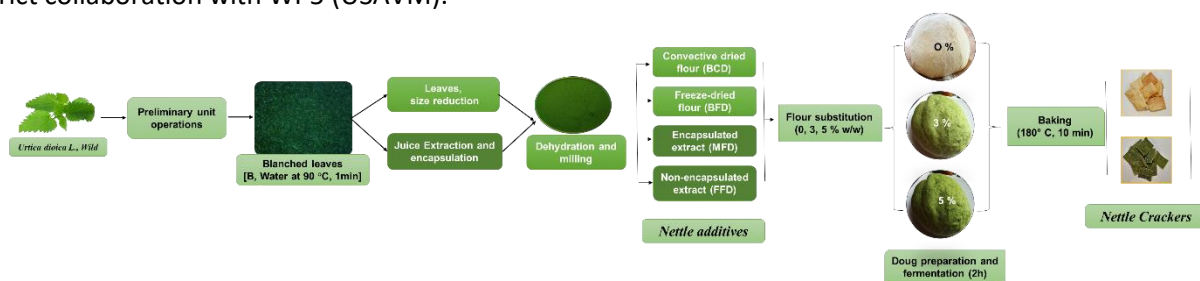 rict collaboration with WP3 (USAVM).
Urtica dioica L., Wild
Preliminary unit
operations
Blanched leaves
[B, Water at 90 °C, 1min]
Leaves,
size reduction
Juice Extraction and
encapsulation
Dehydration and
milling
Convective dried
flour (BCD)
Freeze-dried
flour (BFD)
Encapsulated
extract (MFD)
Non-encapsulated
extract (FFD)
Nettle additives
Flour substitution
(0, 3, 5 % w/w)
O %
3 %
5 %
Doug preparation and
fermentation (2h)
Baking
(180° C, 10 min)
Nettle Crackers